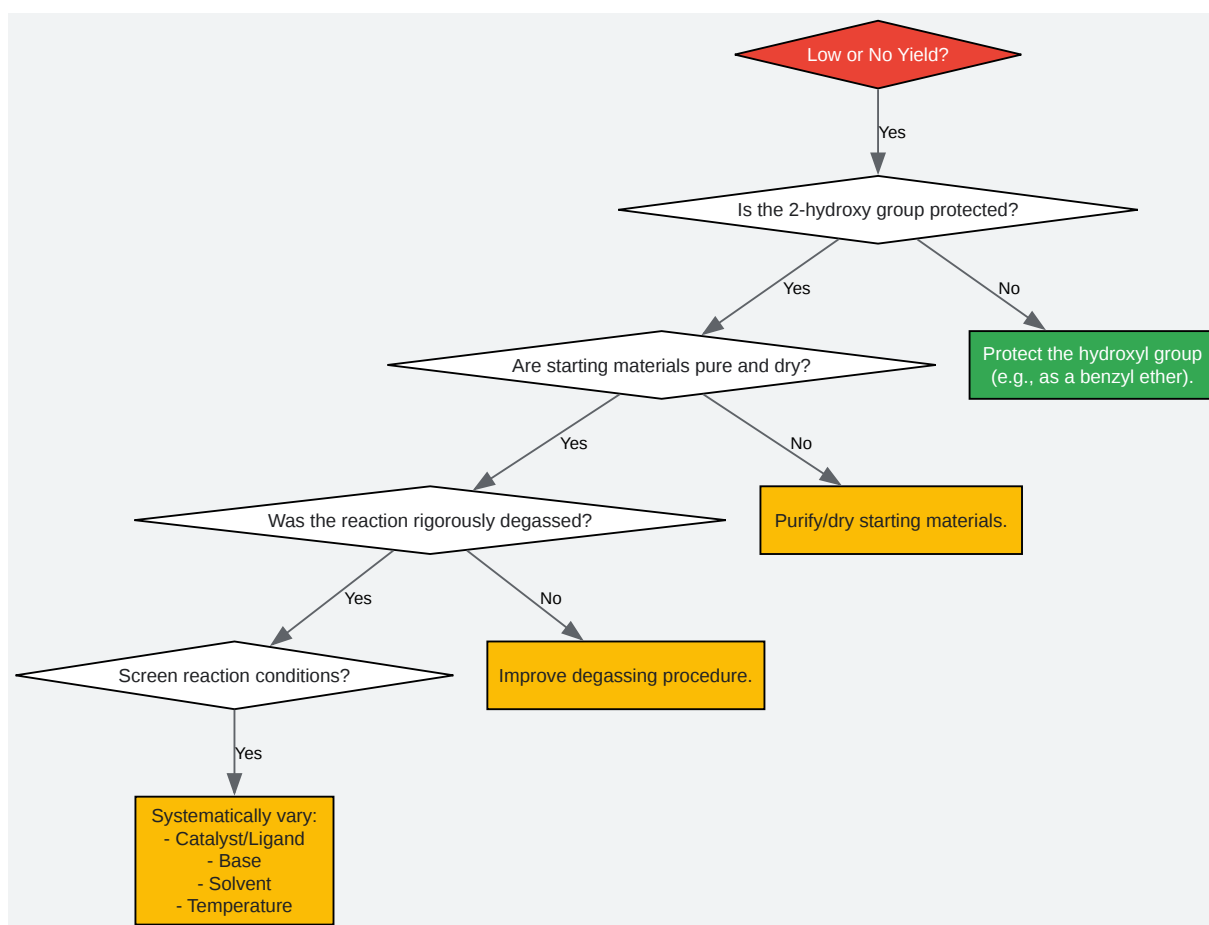 Low or No Yield?
Yes
Is the 2-hydroxy group protected?
Yes
No
Are starting materials pure and dry?
Protect the hydroxyl group
(e.g., as a benzyl ether).
Yes
No
Was the reaction rigorously degassed?
Purify/dry starting materials.
Yes
No
Screen reaction conditions?
Improve degassing procedure.
Yes
Systematically vary:
- Catalyst/Ligand
- Base
- Solvent
- Temperature